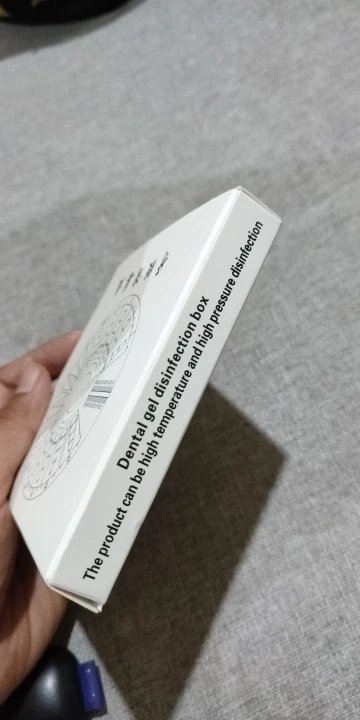 Dental gel disinfection box
The product can be high temperature and high pressure disinfection